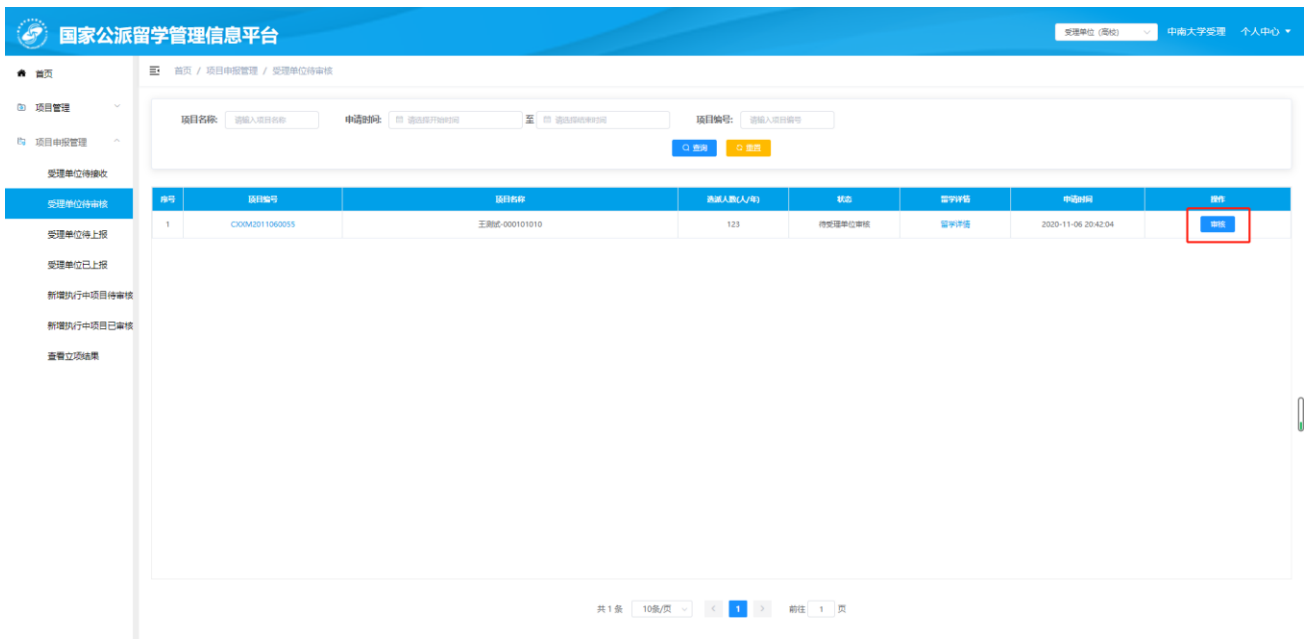 国家公派留学管理信息平台
受理单位 (高校)
中南大学受理
个人中心
首页
首页 / 项目申报管理 / 受理单位待审核
项目管理
项目申报管理
受理单位待接收
受理单位待审核
受理单位待上报
受理单位已上报
新增执行中项目待审核
新增执行中项目已审核
查看立项结果
项目名称: 请输入项目名称 申请时间: 请选择开始时间 至 请选择结束时间 项目编号: 请输入项目编号
查询 重置
序号 项目编号 项目名称 选派人数(人/年) 状态 留学详情 申请时间 操作
1 CXXM2011060055 王测试-000101010 123 待受理单位审核 留学详情 2020-11-06 20:42:04 审核
共 1 条 10条/页 1 前往 1 页